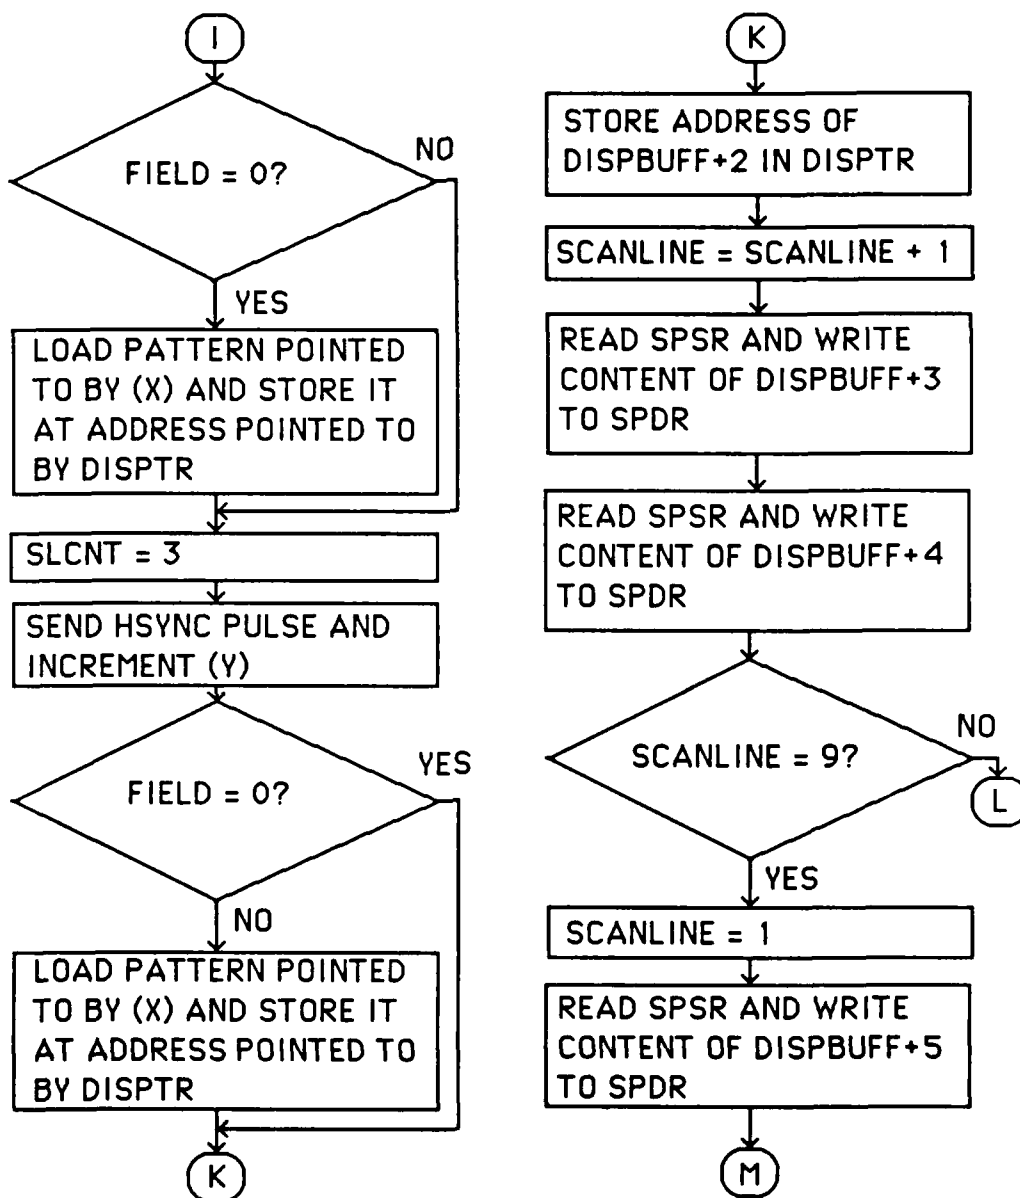 I
FIELD = 0?
NO
YES
LOAD PATTERN POINTED
TO BY (X) AND STORE IT
AT ADDRESS POINTED TO
BY DISPTR
SLCNT = 3
SEND HSYNC PULSE AND
INCREMENT (Y)
FIELD = 0?
YES
NO
LOAD PATTERN POINTED
TO BY (X) AND STORE IT
AT ADDRESS POINTED TO
BY DISPTR
K
K
STORE ADDRESS OF
DISPBUFF+2 IN DISPTR
SCANLINE = SCANLINE + 1
READ SPSR AND WRITE
CONTENT OF DISPBUFF+3
TO SPDR
READ SPSR AND WRITE
CONTENT OF DISPBUFF+4
TO SPDR
SCANLINE = 9?
NO
L
YES
SCANLINE = 1
READ SPSR AND WRITE
CONTENT OF DISPBUFF+5
TO SPDR
M